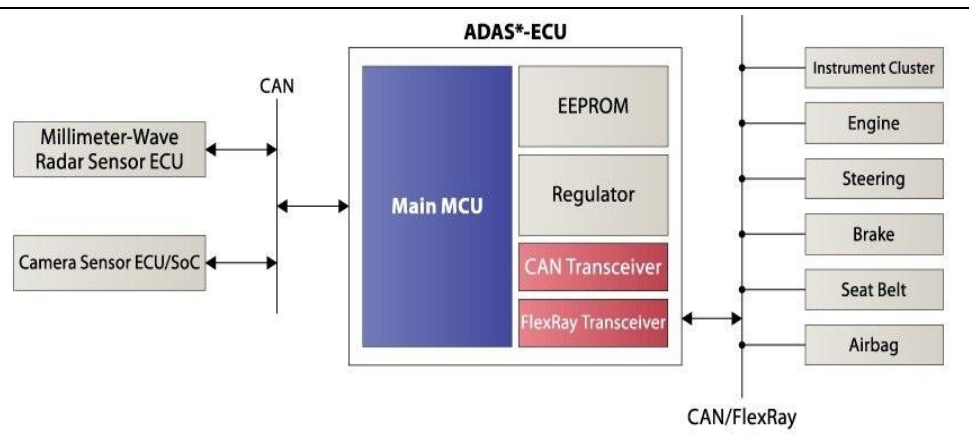 ADAS*-ECU
CAN
Millimeter-Wave
Radar Sensor ECU
Camera Sensor ECU/SoC
Main MCU
EEPROM
Regulator
CAN Transceiver
FlexRay Transceiver
Instrument Cluster
Engine
Steering
Brake
Seat Belt
Airbag
CAN/FlexRay